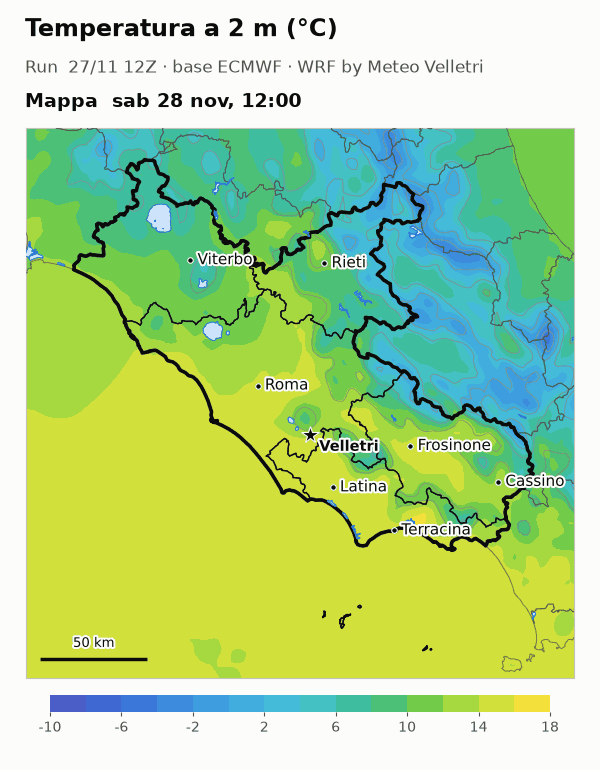 Temperatura a 2 m (°C)
Run  27/11 12Z · base ECMWF · WRF by Meteo Velletri
Mappa  sab 28 nov, 12:00
Viterbo
Rieti
Roma
Velletri
Frosinone
Cassino
Latina
Terracina
50 km
-10 -6 -2 2 6 10 14 18